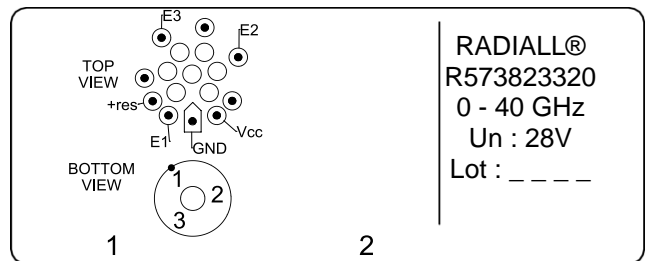 E3
E2
TOP
VIEW
+res
E1
GND
Vcc
BOTTOM
VIEW
1
2
3
1 2
RADIALL®
R573823320
0 - 40 GHz
Un : 28V
Lot : _ _ _ _